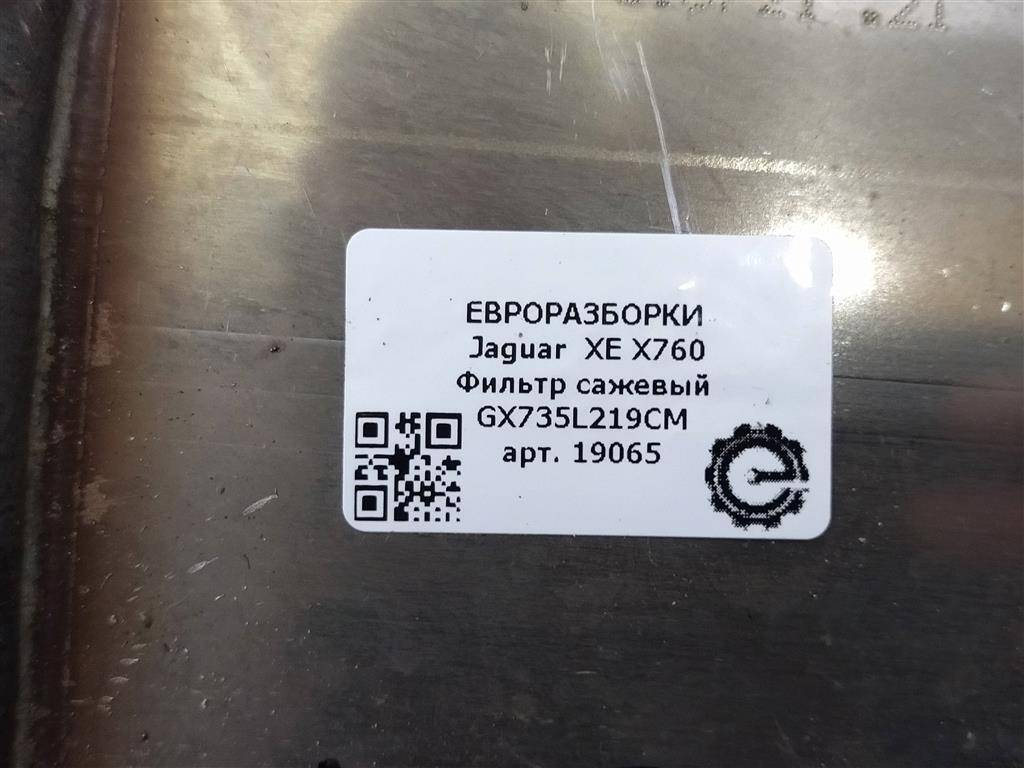 ЕВРОРАЗБОРКИ
Jaguar XE X760
Фильтр сажевый
GX735L219CM
арт. 19065